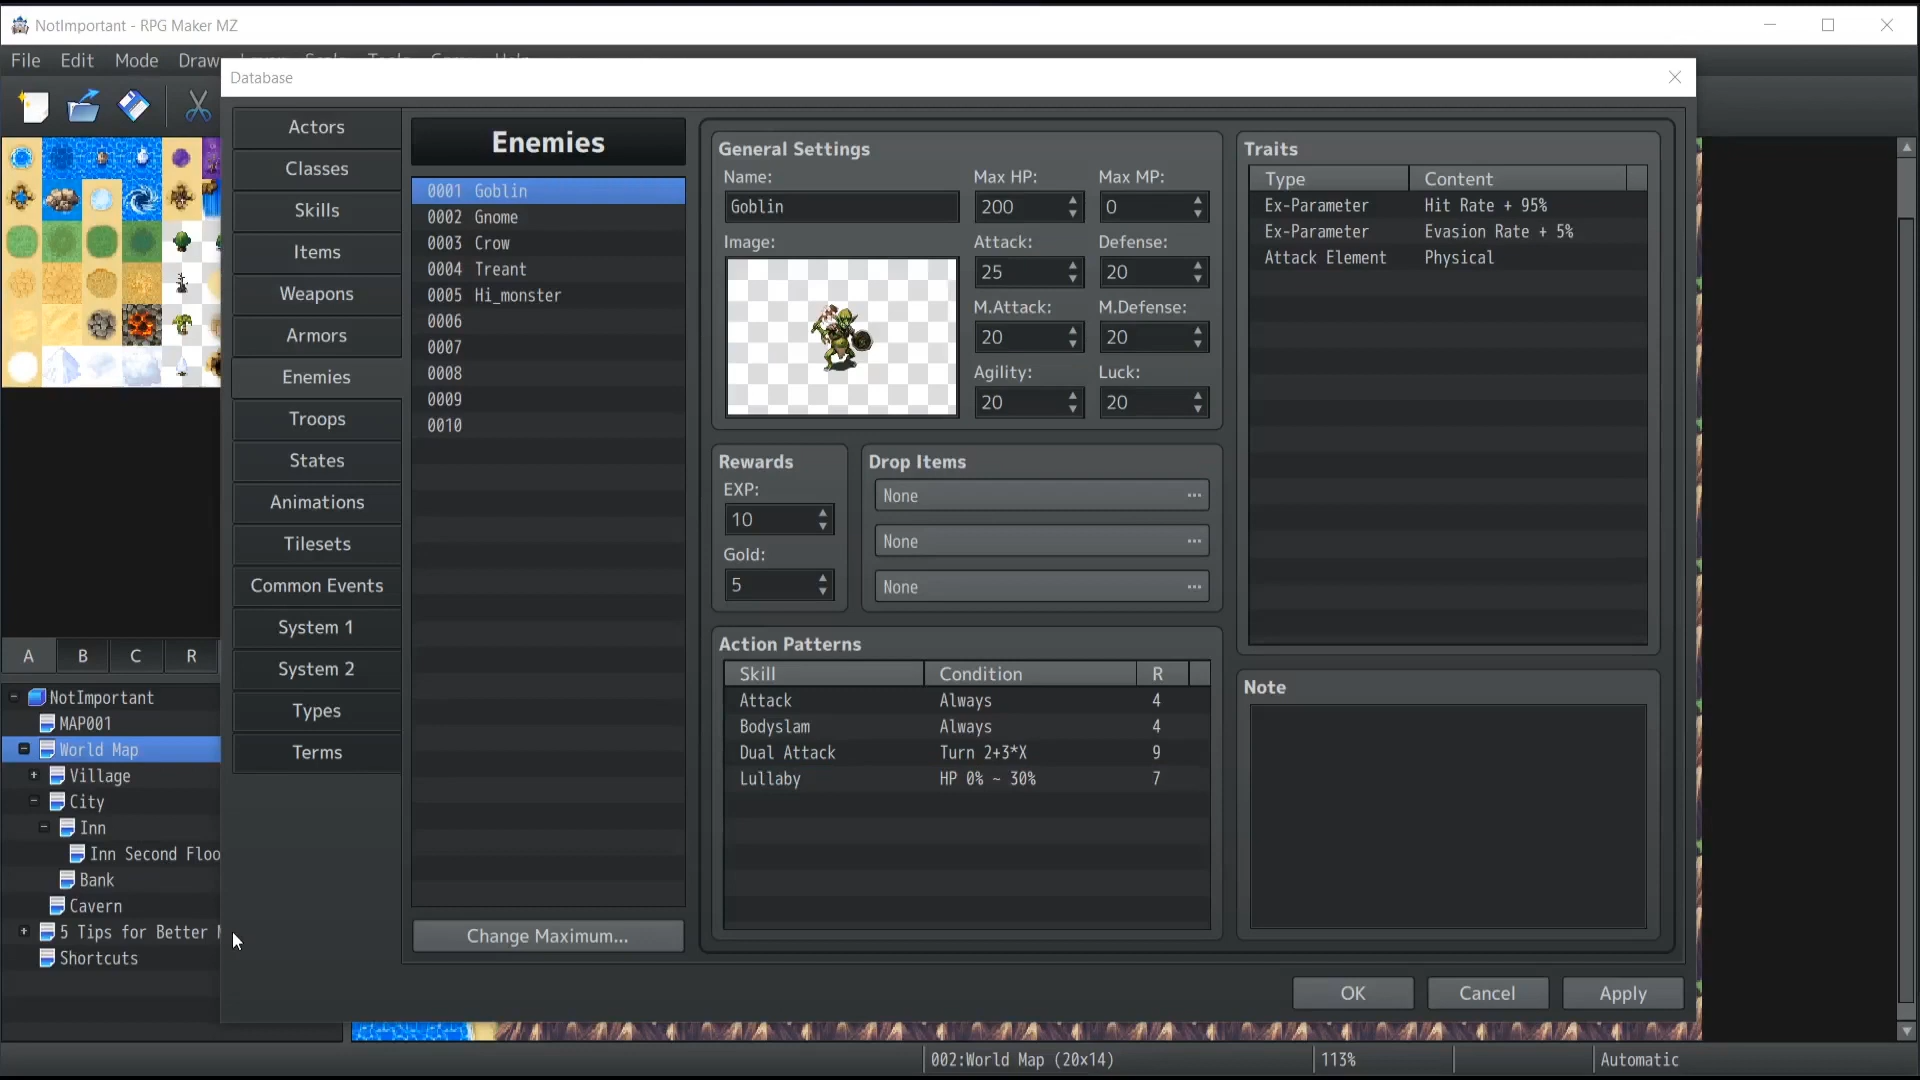 NotImportant - RPG Maker MZ
File Edit Mode Draw
Database
Actors
Classes
Skills
Items
Weapons
Armors
Enemies
Troops
States
Animations
Tilesets
Common Events
System 1
System 2
Types
Terms
Enemies
0001 Goblin
0002 Gnome
0003 Crow
0004 Treant
0005 Hi_monster
0006
0007
0008
0009
0010
Change Maximum...
General Settings
Name:
Goblin
Image:
Max HP: Max MP:
200 0
Attack: Defense:
25 20
M.Attack: M.Defense:
20 20
Agility: Luck:
20 20
Rewards
EXP:
10
Gold:
5
Drop Items
None ...
None ...
None ...
Action Patterns
Skill Condition R
Attack Always 4
Bodyslam Always 4
Dual Attack Turn 2+3*X 9
Lullaby HP 0% ~ 30% 7
Traits
Type Content
Ex-Parameter Hit Rate + 95%
Ex-Parameter Evasion Rate + 5%
Attack Element Physical
Note
OK Cancel Apply
A B C R
NotImportant
MAP001
World Map
Village
City
Inn
Inn Second Floo
Bank
Cavern
5 Tips for Better
Shortcuts
002:World Map (20x14) 113% Automatic